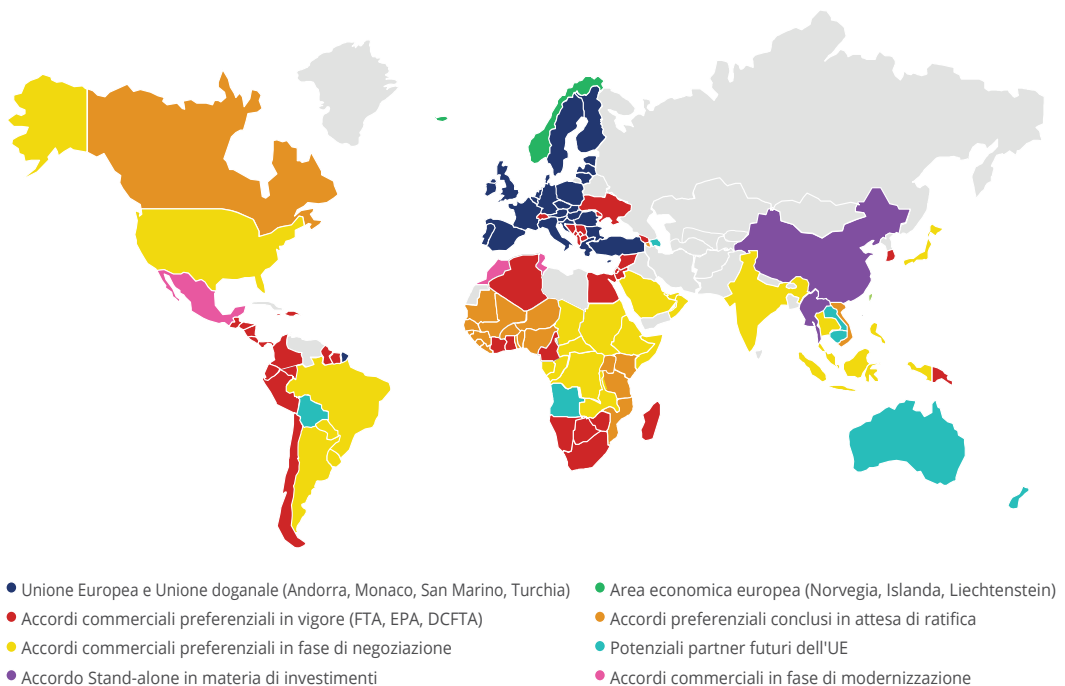 Unione Europea e Unione doganale (Andorra, Monaco, San Marino, Turchia)
Accordi commerciali preferenziali in vigore (FTA, EPA, DCFTA)
Accordi commerciali preferenziali in fase di negoziazione
Accordo Stand-alone in materia di investimenti
Area economica europea (Norvegia, Islanda, Liechtenstein)
Accordi preferenziali conclusi in attesa di ratifica
Potenziali partner futuri dell'UE
Accordi commerciali in fase di modernizzazione